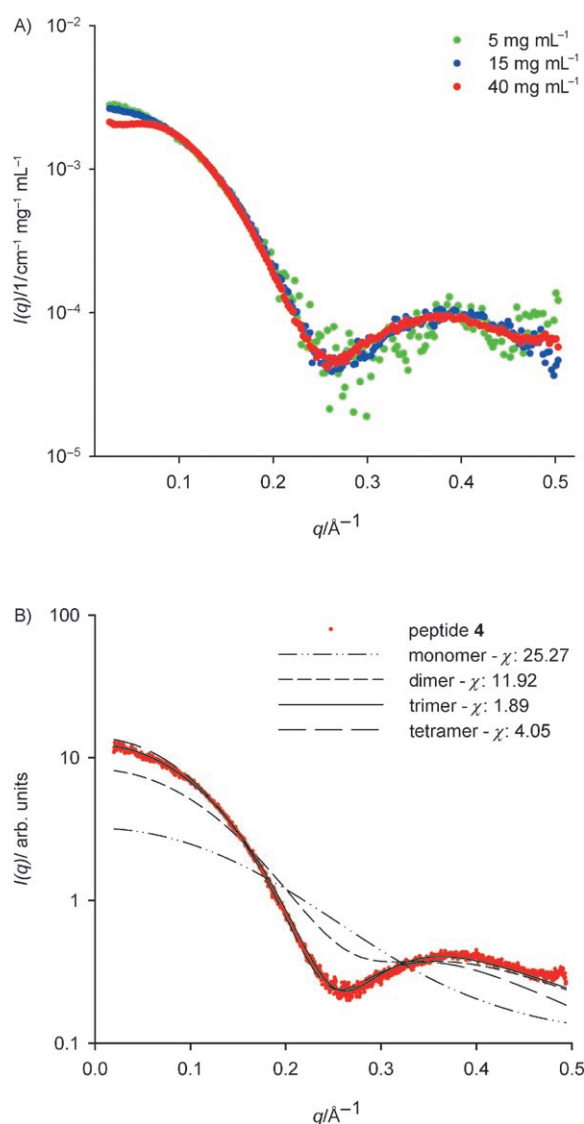 A)
10⁻²
5 mg mL⁻¹
15 mg mL⁻¹
40 mg mL⁻¹
10⁻³
I(q)/1/cm⁻¹ mg⁻¹ mL⁻¹
10⁻⁴
10⁻⁵
0.1 0.2 0.3 0.4 0.5
q/Å⁻¹
B)
100
peptide 4
monomer - χ: 25.27
dimer - χ: 11.92
trimer - χ: 1.89
tetramer - χ: 4.05
10
I(q)/ arb. units
1
0.1
0.0 0.1 0.2 0.3 0.4 0.5
q/Å⁻¹